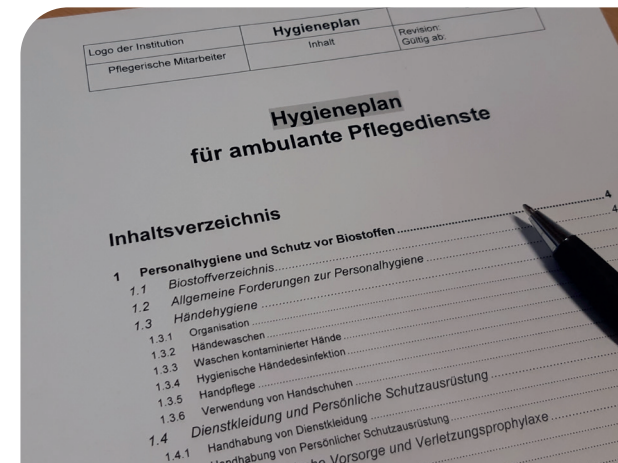 Logo der Institution
Hygieneplan
Revision:
Gültig ab:
Pflegerische Mitarbeiter
Inhalt
Hygieneplan
für ambulante Pflegedienste
Inhaltsverzeichnis
1 Personalhygiene und Schutz vor Biostoffen 4
1.1 Biostoffverzeichnis 4
1.2 Allgemeine Forderungen zur Personalhygiene
1.3 Händehygiene
1.3.1 Organisation
1.3.2 Händewaschen
1.3.3 Waschen kontaminierter Hände
1.3.4 Hygienische Händedesinfektion
1.3.5 Handpflege
1.3.6 Verwendung von Handschuhen
1.4 Dienstkleidung und Persönliche Schutzausrüstung
1.4.1 Handhabung von Dienstkleidung
Handhabung von Persönlicher Schutzausrüstung
Vorsorge und Verletzungsprophylaxe